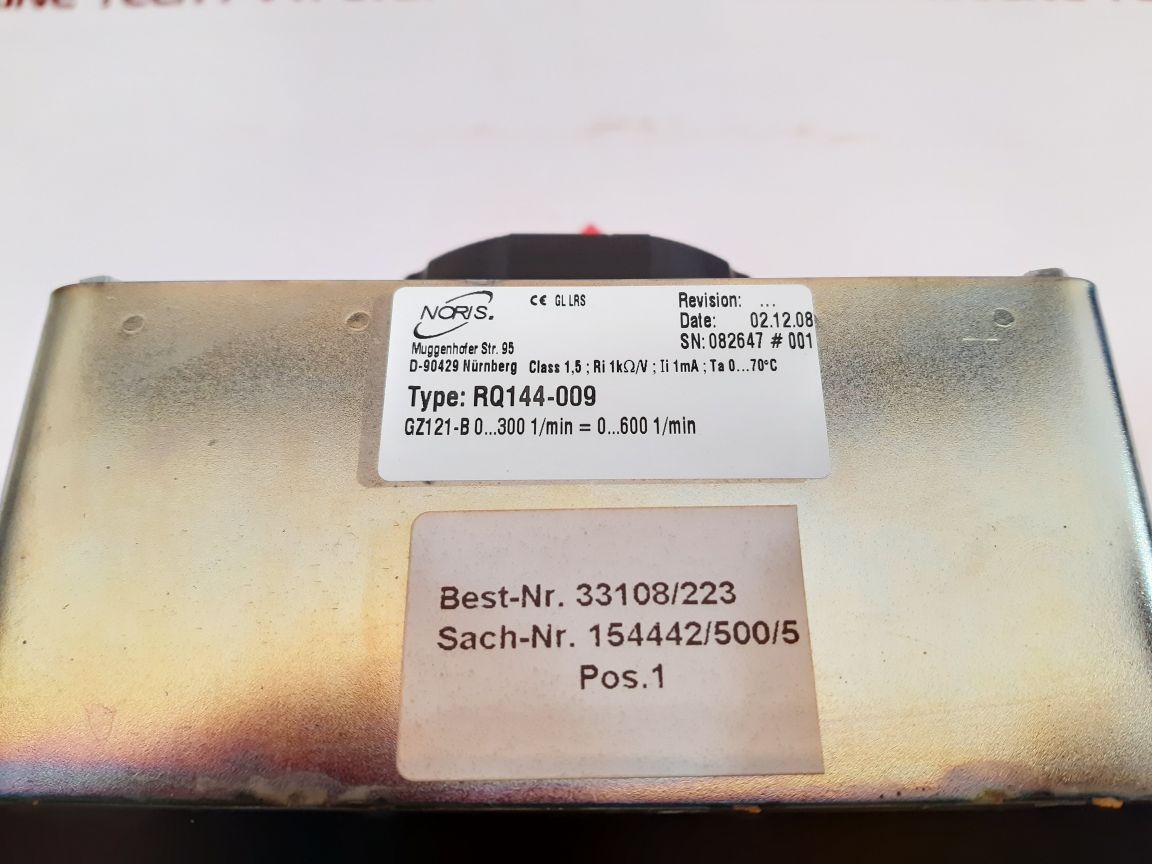 NORIS.
CE GL LRS
Revision: ...
Date: 02.12.08
SN: 082647 # 001
Muggenhofer Str. 95
D-90429 Nürnberg Class 1,5 ; Ri 1kΩ/V ; Ii 1mA ; Ta 0...70°C
Type: RQ144-009
GZ121-B 0...300 1/min = 0...600 1/min
Best-Nr. 33108/223
Sach-Nr. 154442/500/5
Pos.1